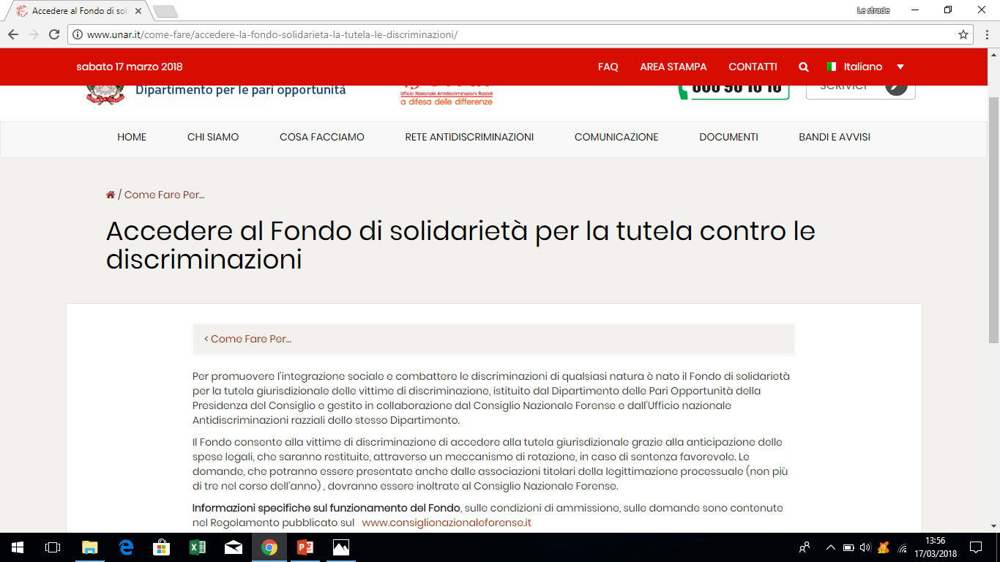 Accedere al Fondo di soli
Le strade
www.unar.it/come-fare/accedere-la-fondo-solidarieta-la-tutela-le-discriminazioni/
sabato 17 marzo 2018
FAQ AREA STAMPA CONTATTI Italiano
Dipartimento per le pari opportunità
Ufficio Nazionale Antidiscriminazioni Razziali
a difesa delle differenze
800 90 10 10
SCRIVICI
HOME CHI SIAMO COSA FACCIAMO RETE ANTIDISCRIMINAZIONI COMUNICAZIONE DOCUMENTI BANDI E AVVISI
/ Come Fare Per...
Accedere al Fondo di solidarietà per la tutela contro le
discriminazioni
< Come Fare Per...
Per promuovere l'integrazione sociale e combattere le discriminazioni di qualsiasi natura è nato il Fondo di solidarietà
per la tutela giurisdizionale delle vittime di discriminazione, istituito dal Dipartimento delle Pari Opportunità della
Presidenza del Consiglio e gestito in collaborazione dal Consiglio Nazionale Forense e dall'Ufficio nazionale
Antidiscriminazioni razziali dello stesso Dipartimento.
Il Fondo consente alla vittime di discriminazione di accedere alla tutela giurisdizionale grazie alla anticipazione delle
spese legali, che saranno restituite, attraverso un meccanismo di rotazione, in caso di sentenza favorevole. Le
domande, che potranno essere presentate anche dalle associazioni titolari della legittimazione processuale (non più
di tre nel corso dell'anno) , dovranno essere inoltrate al Consiglio Nazionale Forense.
Informazioni specifiche sul funzionamento del Fondo, sulle condizioni di ammissione, sulle domande sono contenute
nel Regolamento pubblicato sul www.consiglionazionaleforense.it
13:56
17/03/2018